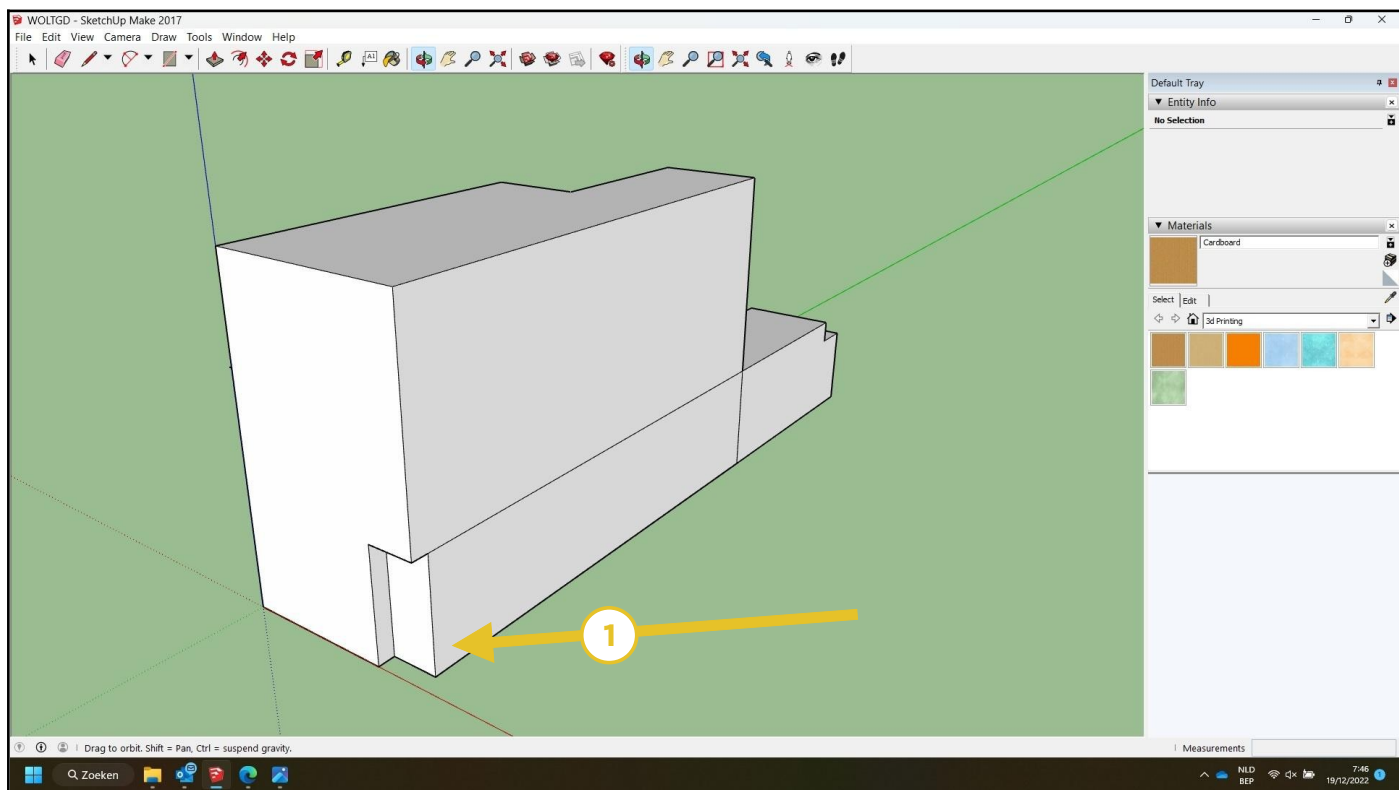 WOLTGD - SketchUp Make 2017
File Edit View Camera Draw Tools Window Help
A1
Default Tray
Entity Info
No Selection
Materials
Cardboard
Select Edit
3d Printing
1
Drag to orbit. Shift = Pan, Ctrl = suspend gravity.
Measurements
Zoeken
NLD
BEP
7:46
19/12/2022
1